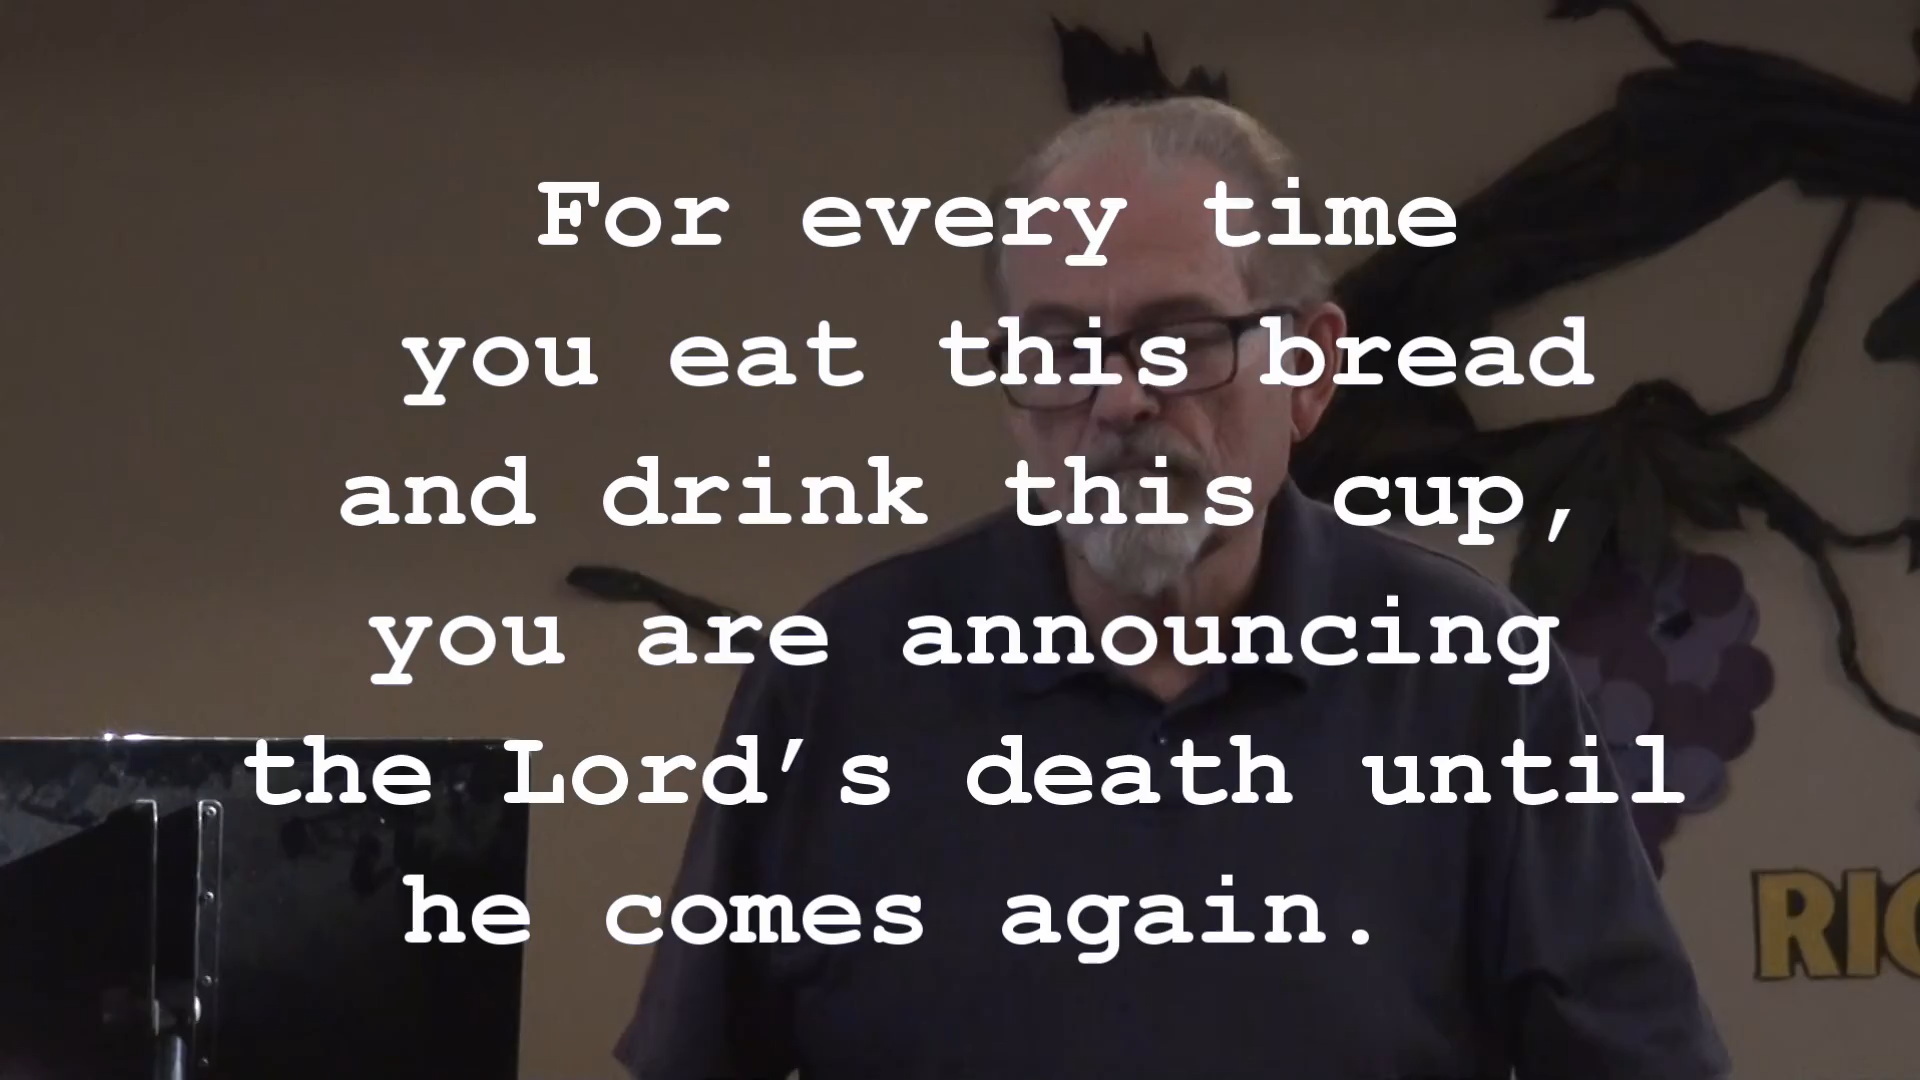 For every time
you eat this bread
and drink this cup,
you are announcing
the Lord’s death until
he comes again.
RIC